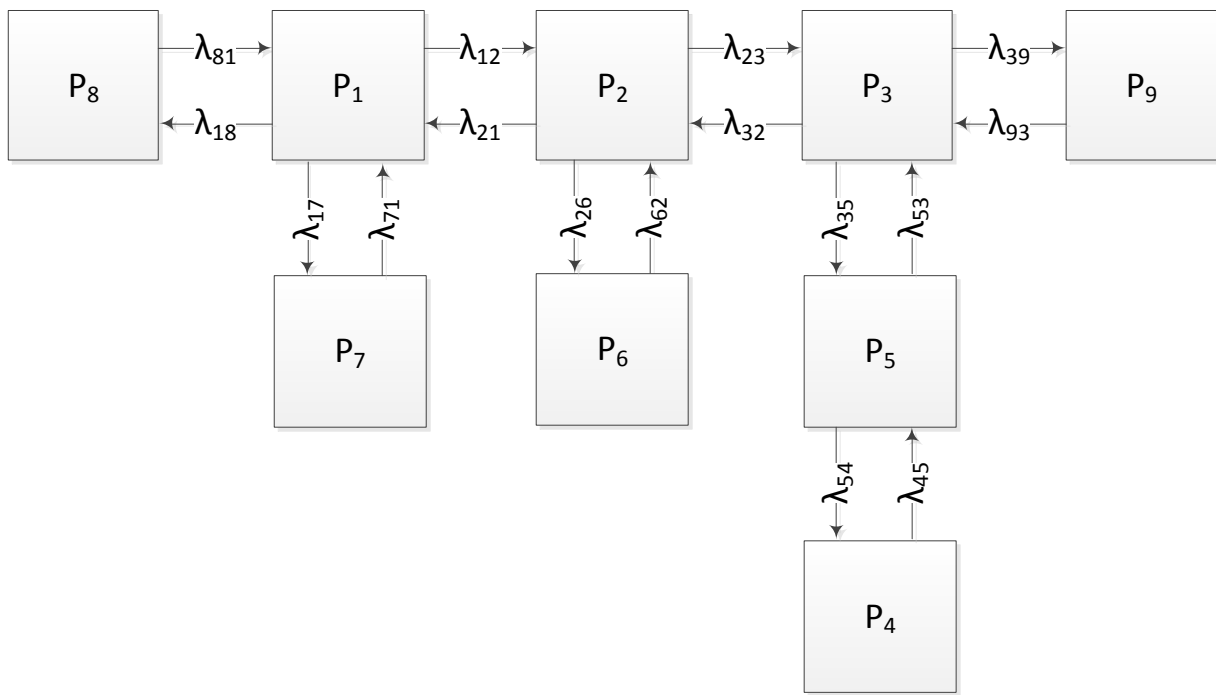 λ₈₁ λ₁₂ λ₂₃ λ₃₉
P₈ P₁ P₂ P₃ P₉
λ₁₈ λ₂₁ λ₃₂ λ₉₃
λ₁₇ λ₇₁ λ₂₆ λ₆₂ λ₃₅ λ₅₃
P₇ P₆ P₅
λ₅₄ λ₄₅
P₄